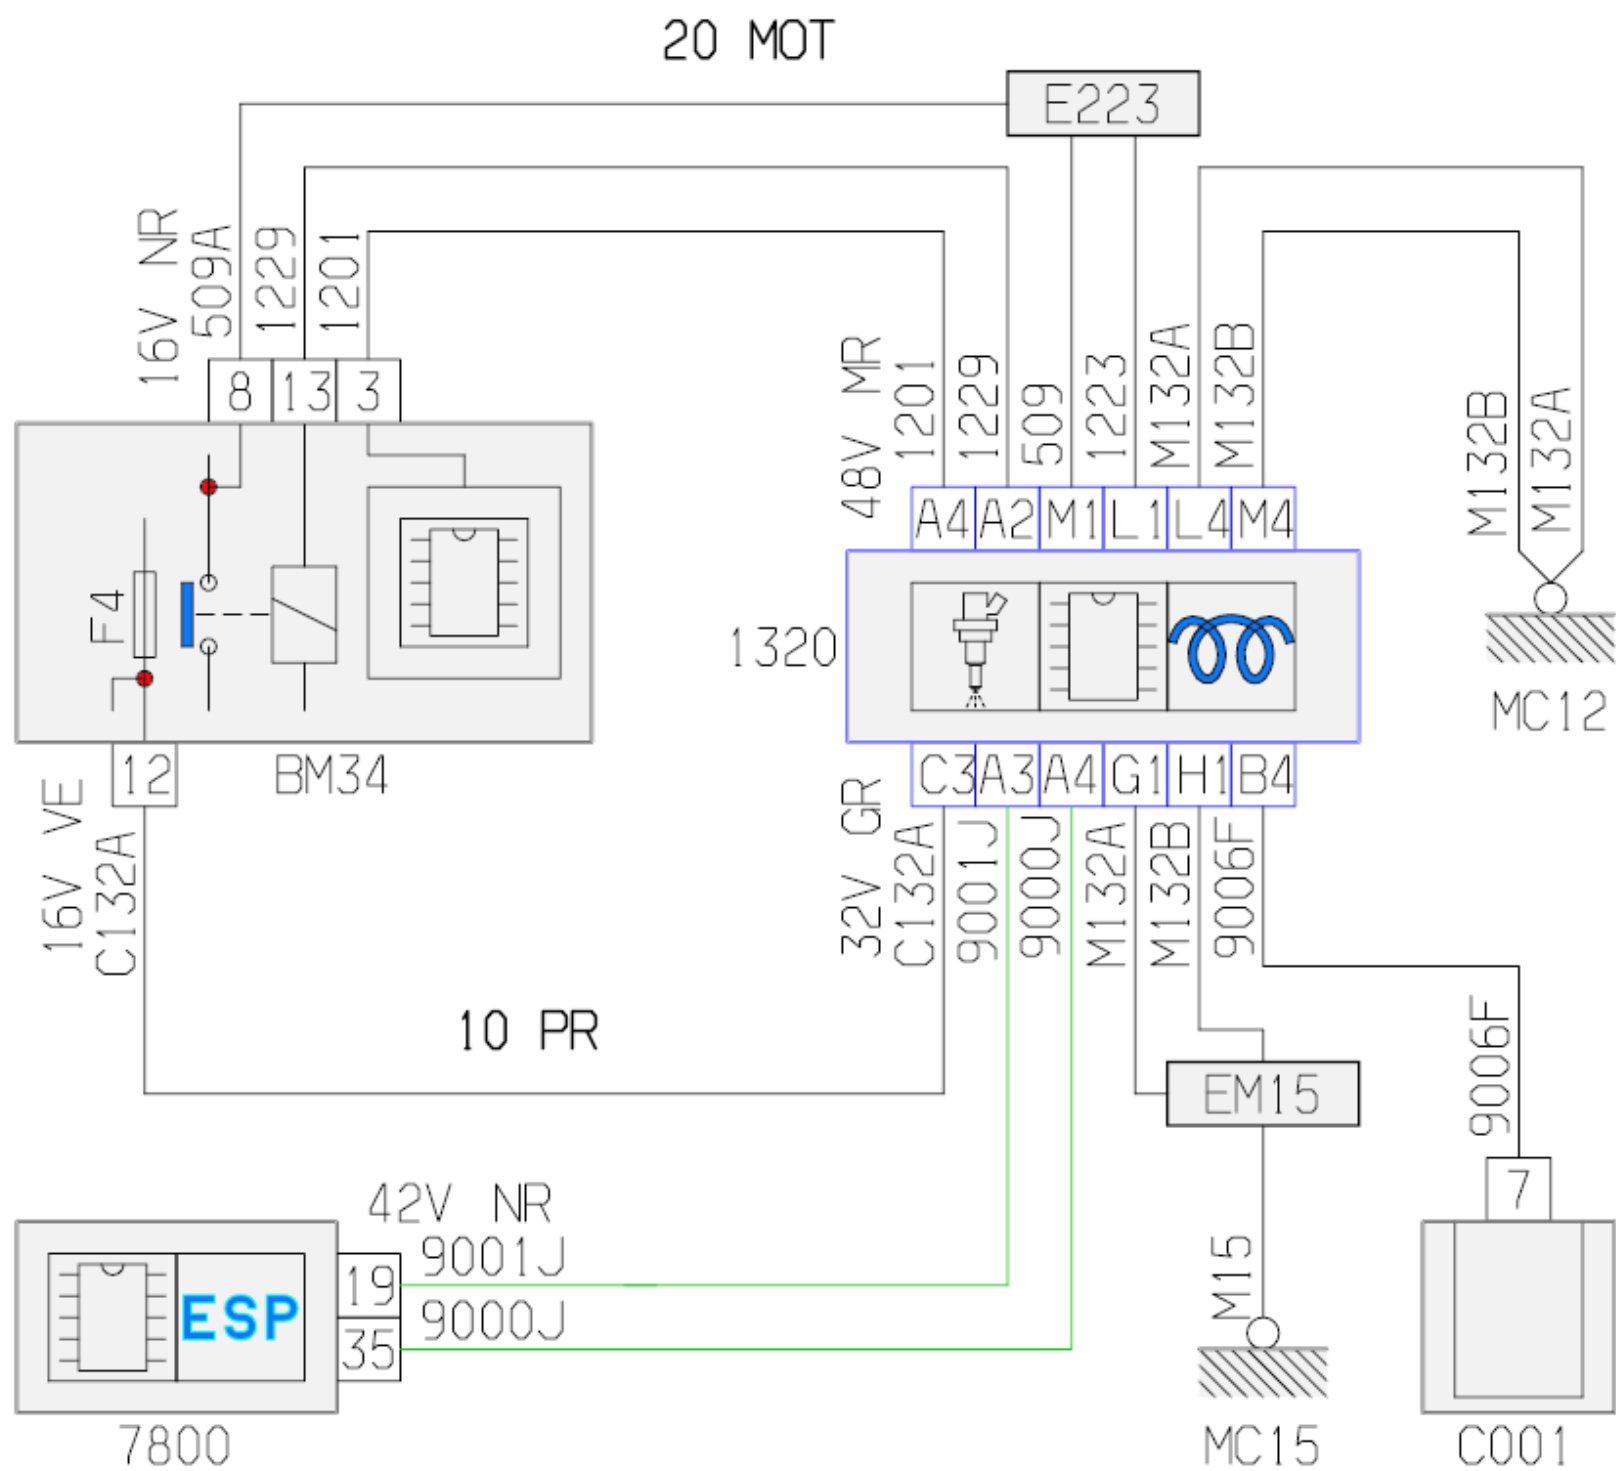 20 MOT
E223
16V NR
509A
1229
1201
8
13
3
48V MR
1201
1229
509
1223
M132A
M132B
M132B
M132A
A4
A2
M1
L1
L4
M4
F4
1320
MC12
12
BM34
C3
A3
A4
G1
H1
B4
16V VE
C132A
32V GR
C132A
9001J
9000J
M132A
M132B
9006F
10 PR
9006F
EM15
42V NR
9001J
9000J
19
35
ESP
7
M15
7800
MC15
C001